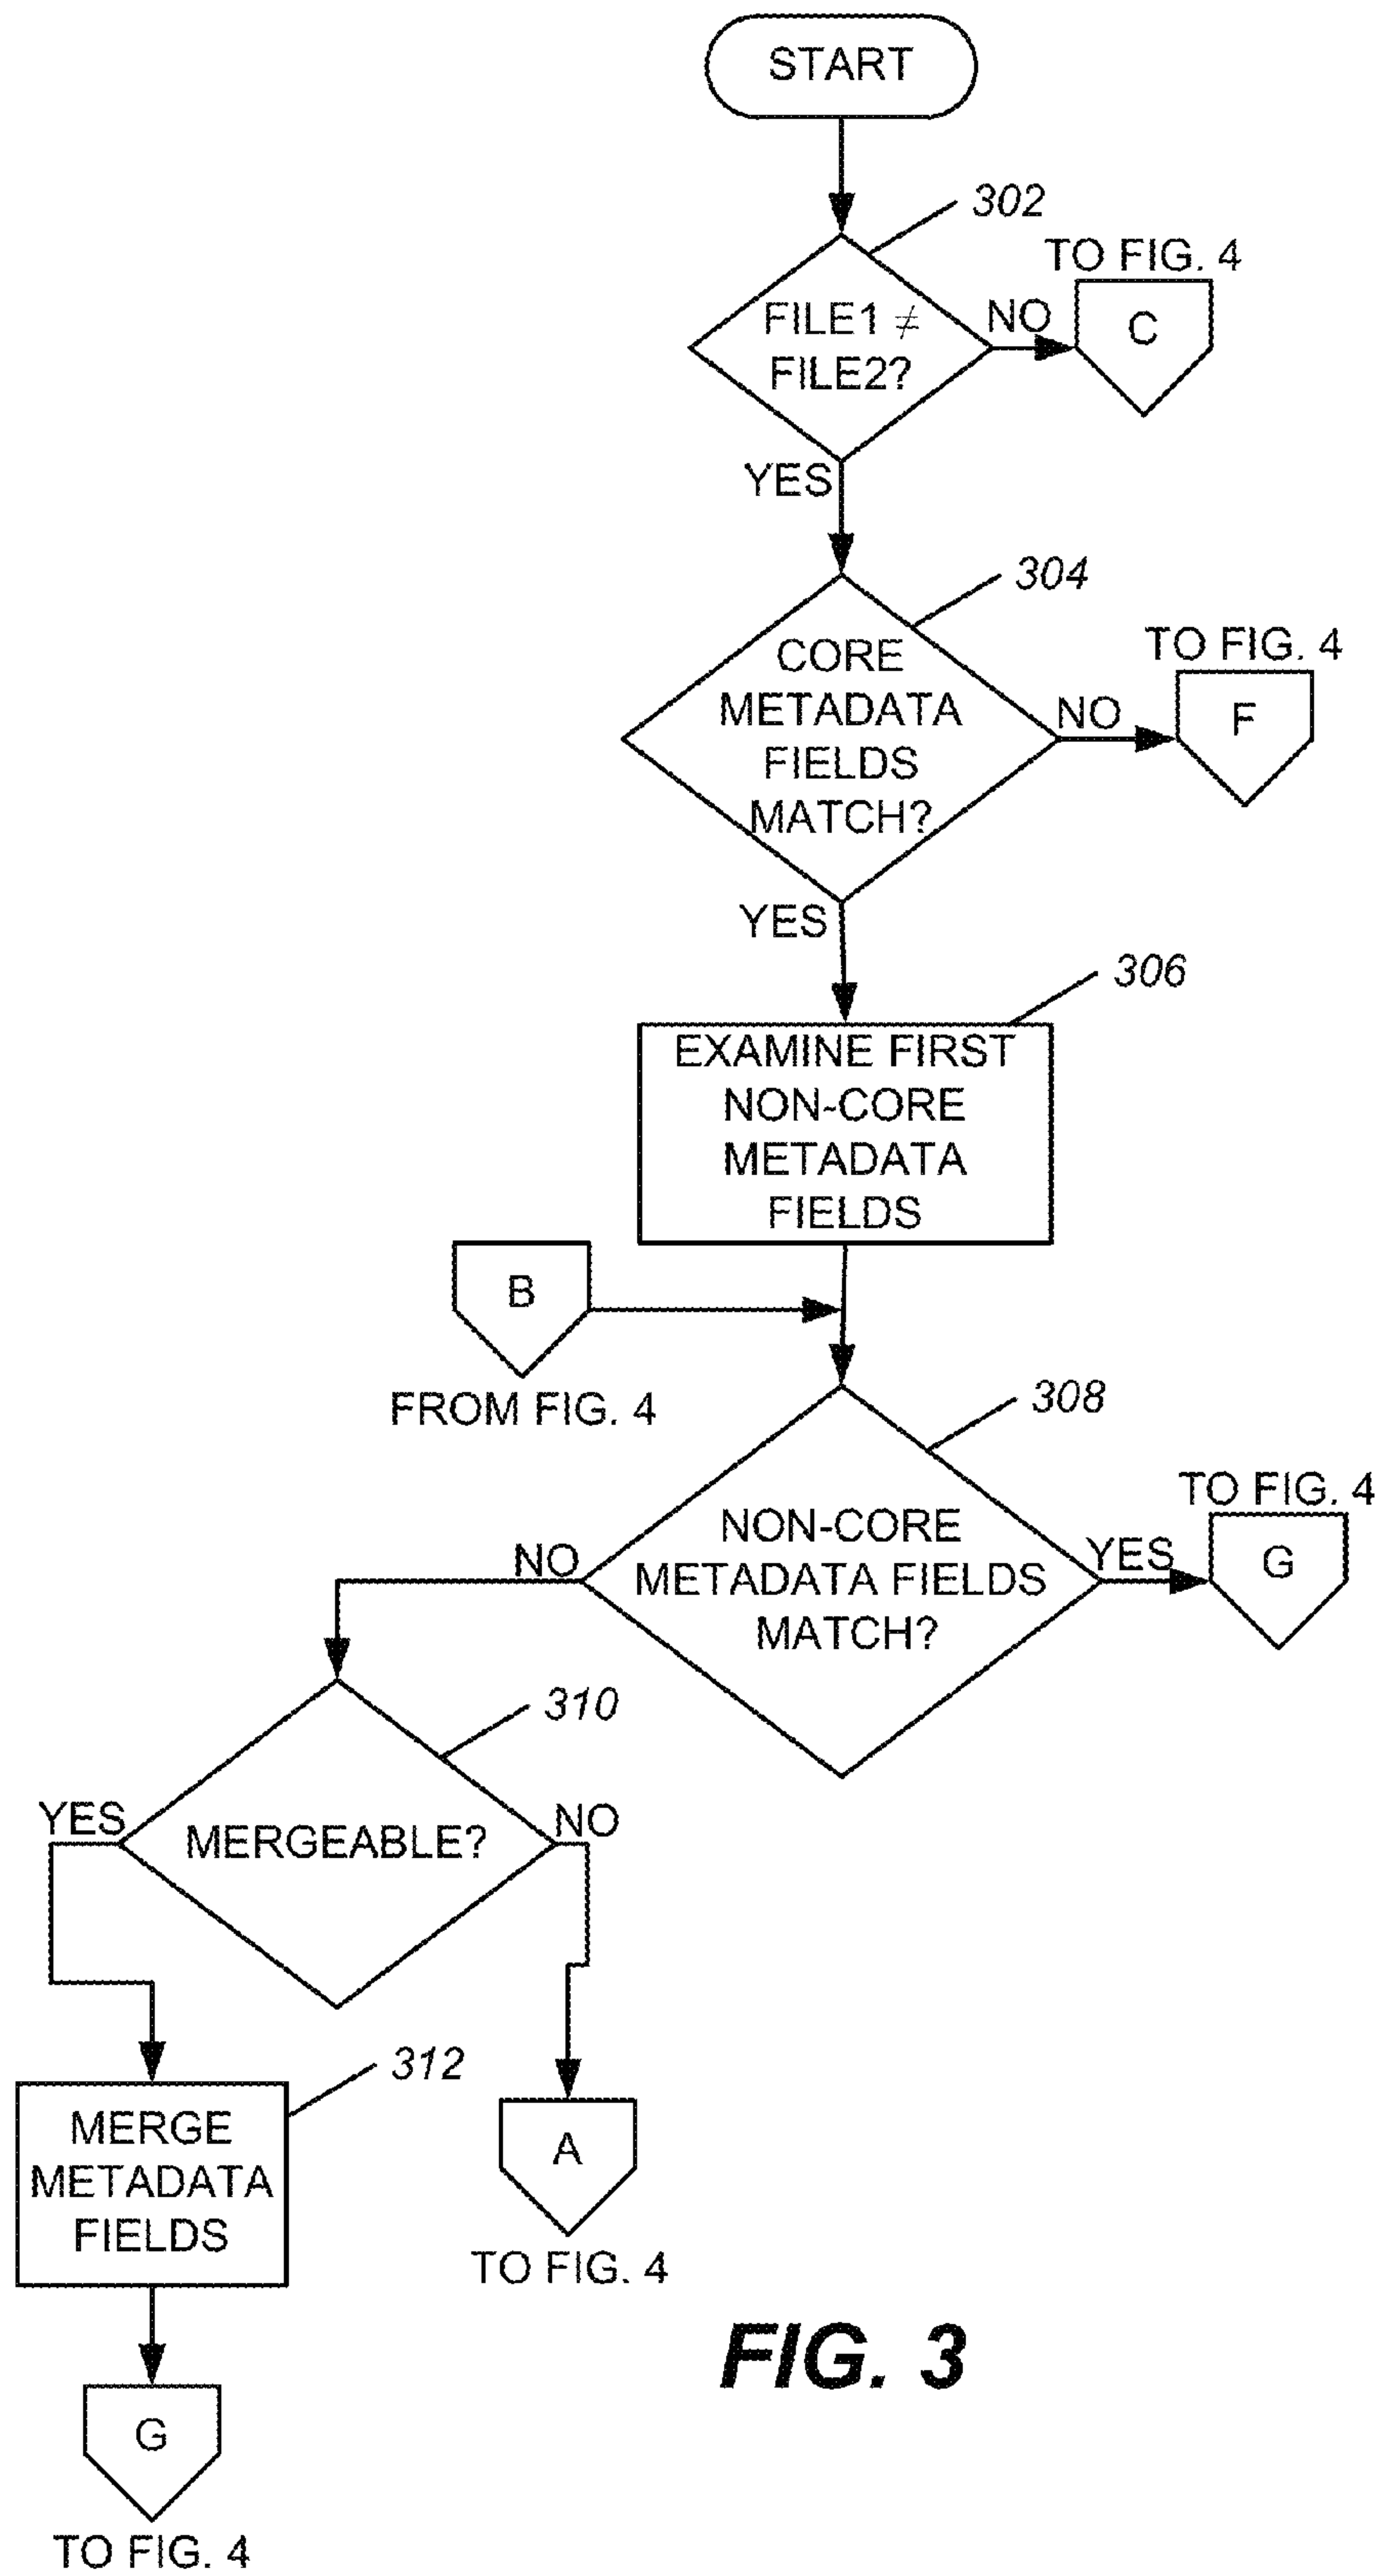 START
302
TO FIG. 4
FILE1 ≠
FILE2?
NO
C
YES
304
TO FIG. 4
CORE
METADATA
FIELDS
MATCH?
NO
F
YES
306
EXAMINE FIRST
NON-CORE
METADATA
FIELDS
B
FROM FIG. 4
308
TO FIG. 4
NON-CORE
METADATA FIELDS
MATCH?
NO
YES
G
310
YES
MERGEABLE?
NO
312
MERGE
METADATA
FIELDS
A
TO FIG. 4
FIG. 3
G
TO FIG. 4